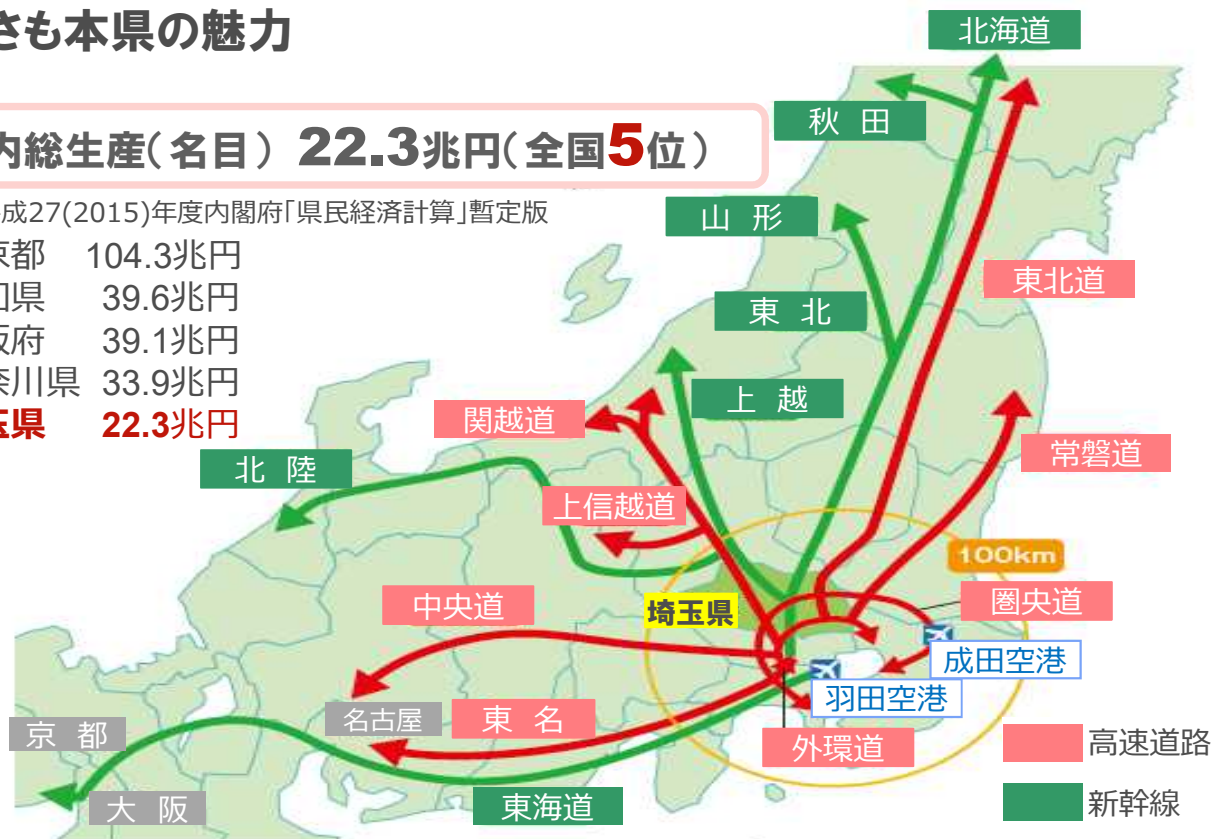 さも本県の魅力
内総生産(名目) 22.3兆円(全国5位)
成27(2015)年度内閣府「県民経済計算」暫定版
京都 104.3兆円
知県 39.6兆円
阪府 39.1兆円
奈川県 33.9兆円
玉県 22.3兆円
北海道
秋 田
山 形
東北道
東 北
上 越
関越道
常磐道
北 陸
上信越道
100km
中央道
埼玉県
圏央道
成田空港
羽田空港
名古屋
東 名
京 都
外環道
高速道路
大 阪
東海道
新幹線